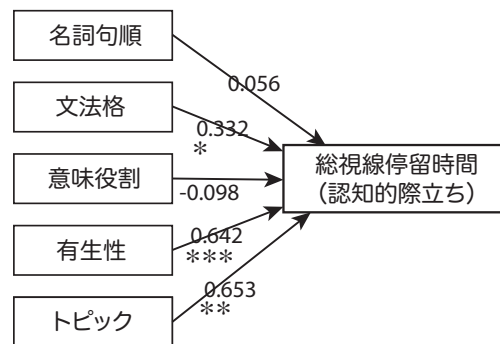 名詞句順
0.056
文法格
0.332
*
総視線停留時間
（認知的際立ち）
意味役割
-0.098
有生性
0.642
***
トピック
0.653
**